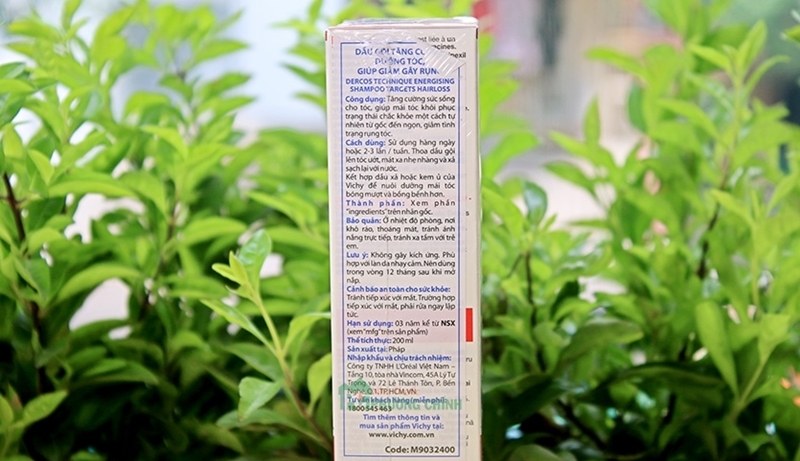 est liée à un
DẦU GỘI TĂNG C
DƯỠNG TÓC,
GIÚP GIẢM GÃY RỤNG
DERCOS TECHNIQUE ENERGISING
SHAMPOO TARGETS HAIRLOSS
Công dụng: Tăng cường sức sống
cho tóc, giúp mái tóc khôi phục
trạng thái chắc khỏe một cách tự
nhiên từ gốc đến ngọn, giảm tình
trạng rụng tóc.
Cách dùng: Sử dụng hàng ngày
hoặc 2-3 lần / tuần. Thoa dầu gội
lên tóc ướt, mát xa nhẹ nhàng và xả
sạch lại với nước.
Kết hợp dầu xả hoặc kem ủ của
Vichy để nuôi dưỡng mái tóc
bóng mượt và bồng bềnh hơn.
Thành phần: Xem phần
"ingredients" trên nhãn gốc.
Bảo quản: Ở nhiệt độ phòng, nơi
khô ráo, thoáng mát, tránh ánh
nắng trực tiếp, tránh xa tầm với trẻ
em.
Lưu ý: Không gây kích ứng. Phù
hợp với làn da nhạy cảm. Nên dùng
trong vòng 12 tháng sau khi mở
nắp.
Cảnh báo an toàn cho sức khỏe:
Tránh tiếp xúc với mắt. Trường hợp
tiếp xúc với mắt, phải rửa ngay lập
tức.
Hạn sử dụng: 03 năm kể từ NSX
(xem "mfg" trên sản phẩm)
Thể tích thực: 200 ml
Sản xuất tại: Pháp
Nhập khẩu và chịu trách nhiệm:
Công ty TNHH L'Oréal Việt Nam –
Tầng 10, tòa nhà Vincom, 45A Lý Tự
Trọng và 72 Lê Thánh Tôn, P. Bến
Nghé, Q.1, TP.HCM, VN
Tư vấn khách hàng (miễn phí):
1800 545 463
Tìm thêm thông tin và
mua sản phẩm Vichy tại:
www.vichy.com.vn
Code: M9032400